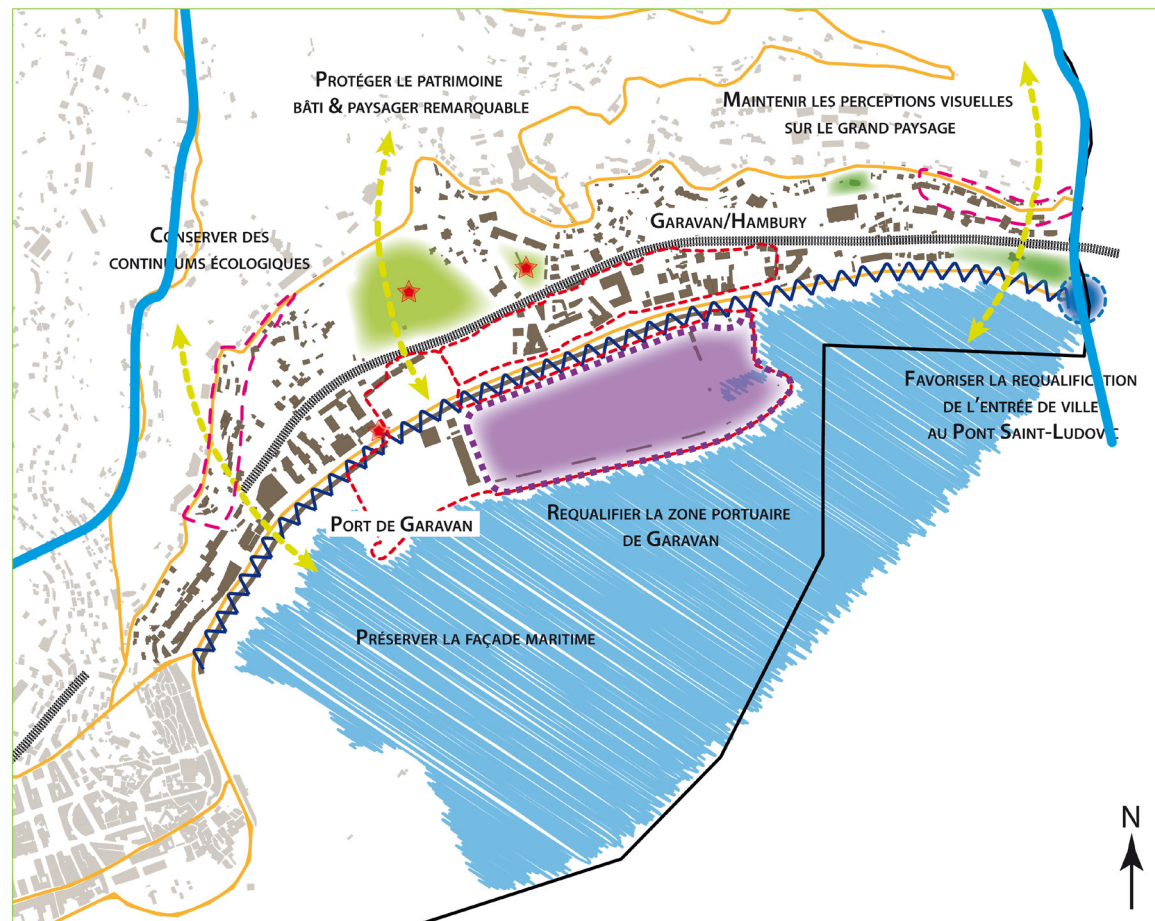 Protéger le patrimoine
bâti & paysager remarquable
Maintenir les perceptions visuelles
sur le grand paysage
Garavan/Hambury
Conserver des
continuums écologiques
Favoriser la requalification
de l'entrée de ville
au Pont Saint-Ludovic
Port de Garavan
Requalifier la zone portuaire
de Garavan
Préserver la façade maritime
N